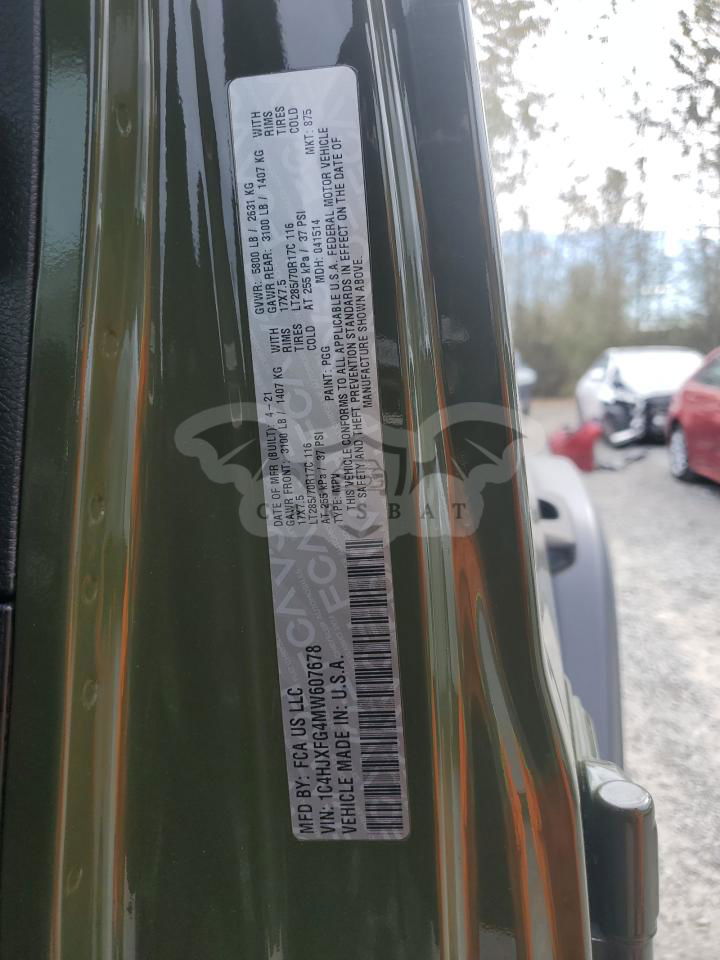 MFD BY: FCA US LLC
VIN: 1C4HJXFG4MW607678
VEHICLE MADE IN: U.S.A.
DATE OF MFR (BUILT): 4-21
GAWR FRONT: 3100 LB / 1407 KG WITH
17X7.5 RIMS
LT285/70R17C 116 TIRES
AT 255 kPa / 37 PSI COLD
GVWR: 5800 LB / 2631 KG
GAWR REAR: 3100 LB / 1407 KG WITH
17X7.5 RIMS
LT285/70R17C 116 TIRES
AT 255 kPa / 37 PSI COLD
TYPE: MPV PAINT: PGG MDH: 041514 MKT: 875
THIS VEHICLE CONFORMS TO ALL APPLICABLE U.S.A. FEDERAL MOTOR VEHICLE
SAFETY AND THEFT PREVENTION STANDARDS IN EFFECT ON THE DATE OF
MANUFACTURE SHOWN ABOVE.